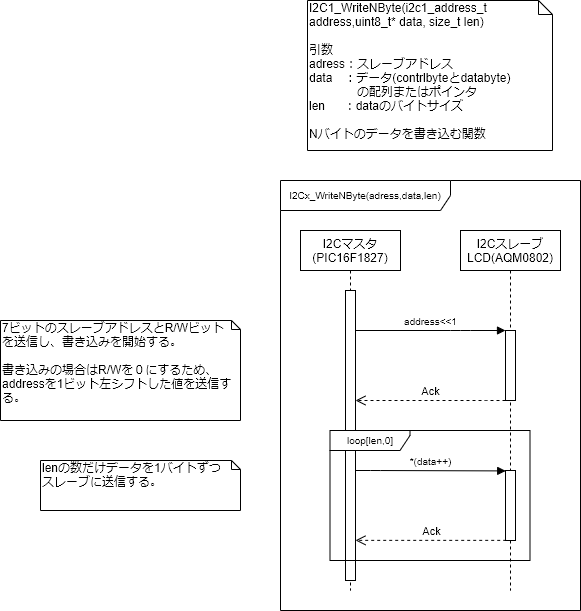 I2C1_WriteNByte(i2c1_address_t
address,uint8_t* data, size_t len)
引数
adress：スレーブアドレス
data ：データ(contrlbyteとdatabyte)
の配列またはポインタ
len ：dataのバイトサイズ
Nバイトのデータを書き込む関数
I2Cx_WriteNByte(adress,data,len)
I2Cマスタ
(PIC16F1827)
I2Cスレーブ
LCD(AQM0802)
7ビットのスレーブアドレスとR/Wビット
を送信し、書き込みを開始する。
書き込みの場合はR/Wを０にするため、
addressを1ビット左シフトした値を送信す
る。
address<<1
Ack
loop[len,0]
lenの数だけデータを1バイトずつ
スレーブに送信する。
*(data++)
Ack